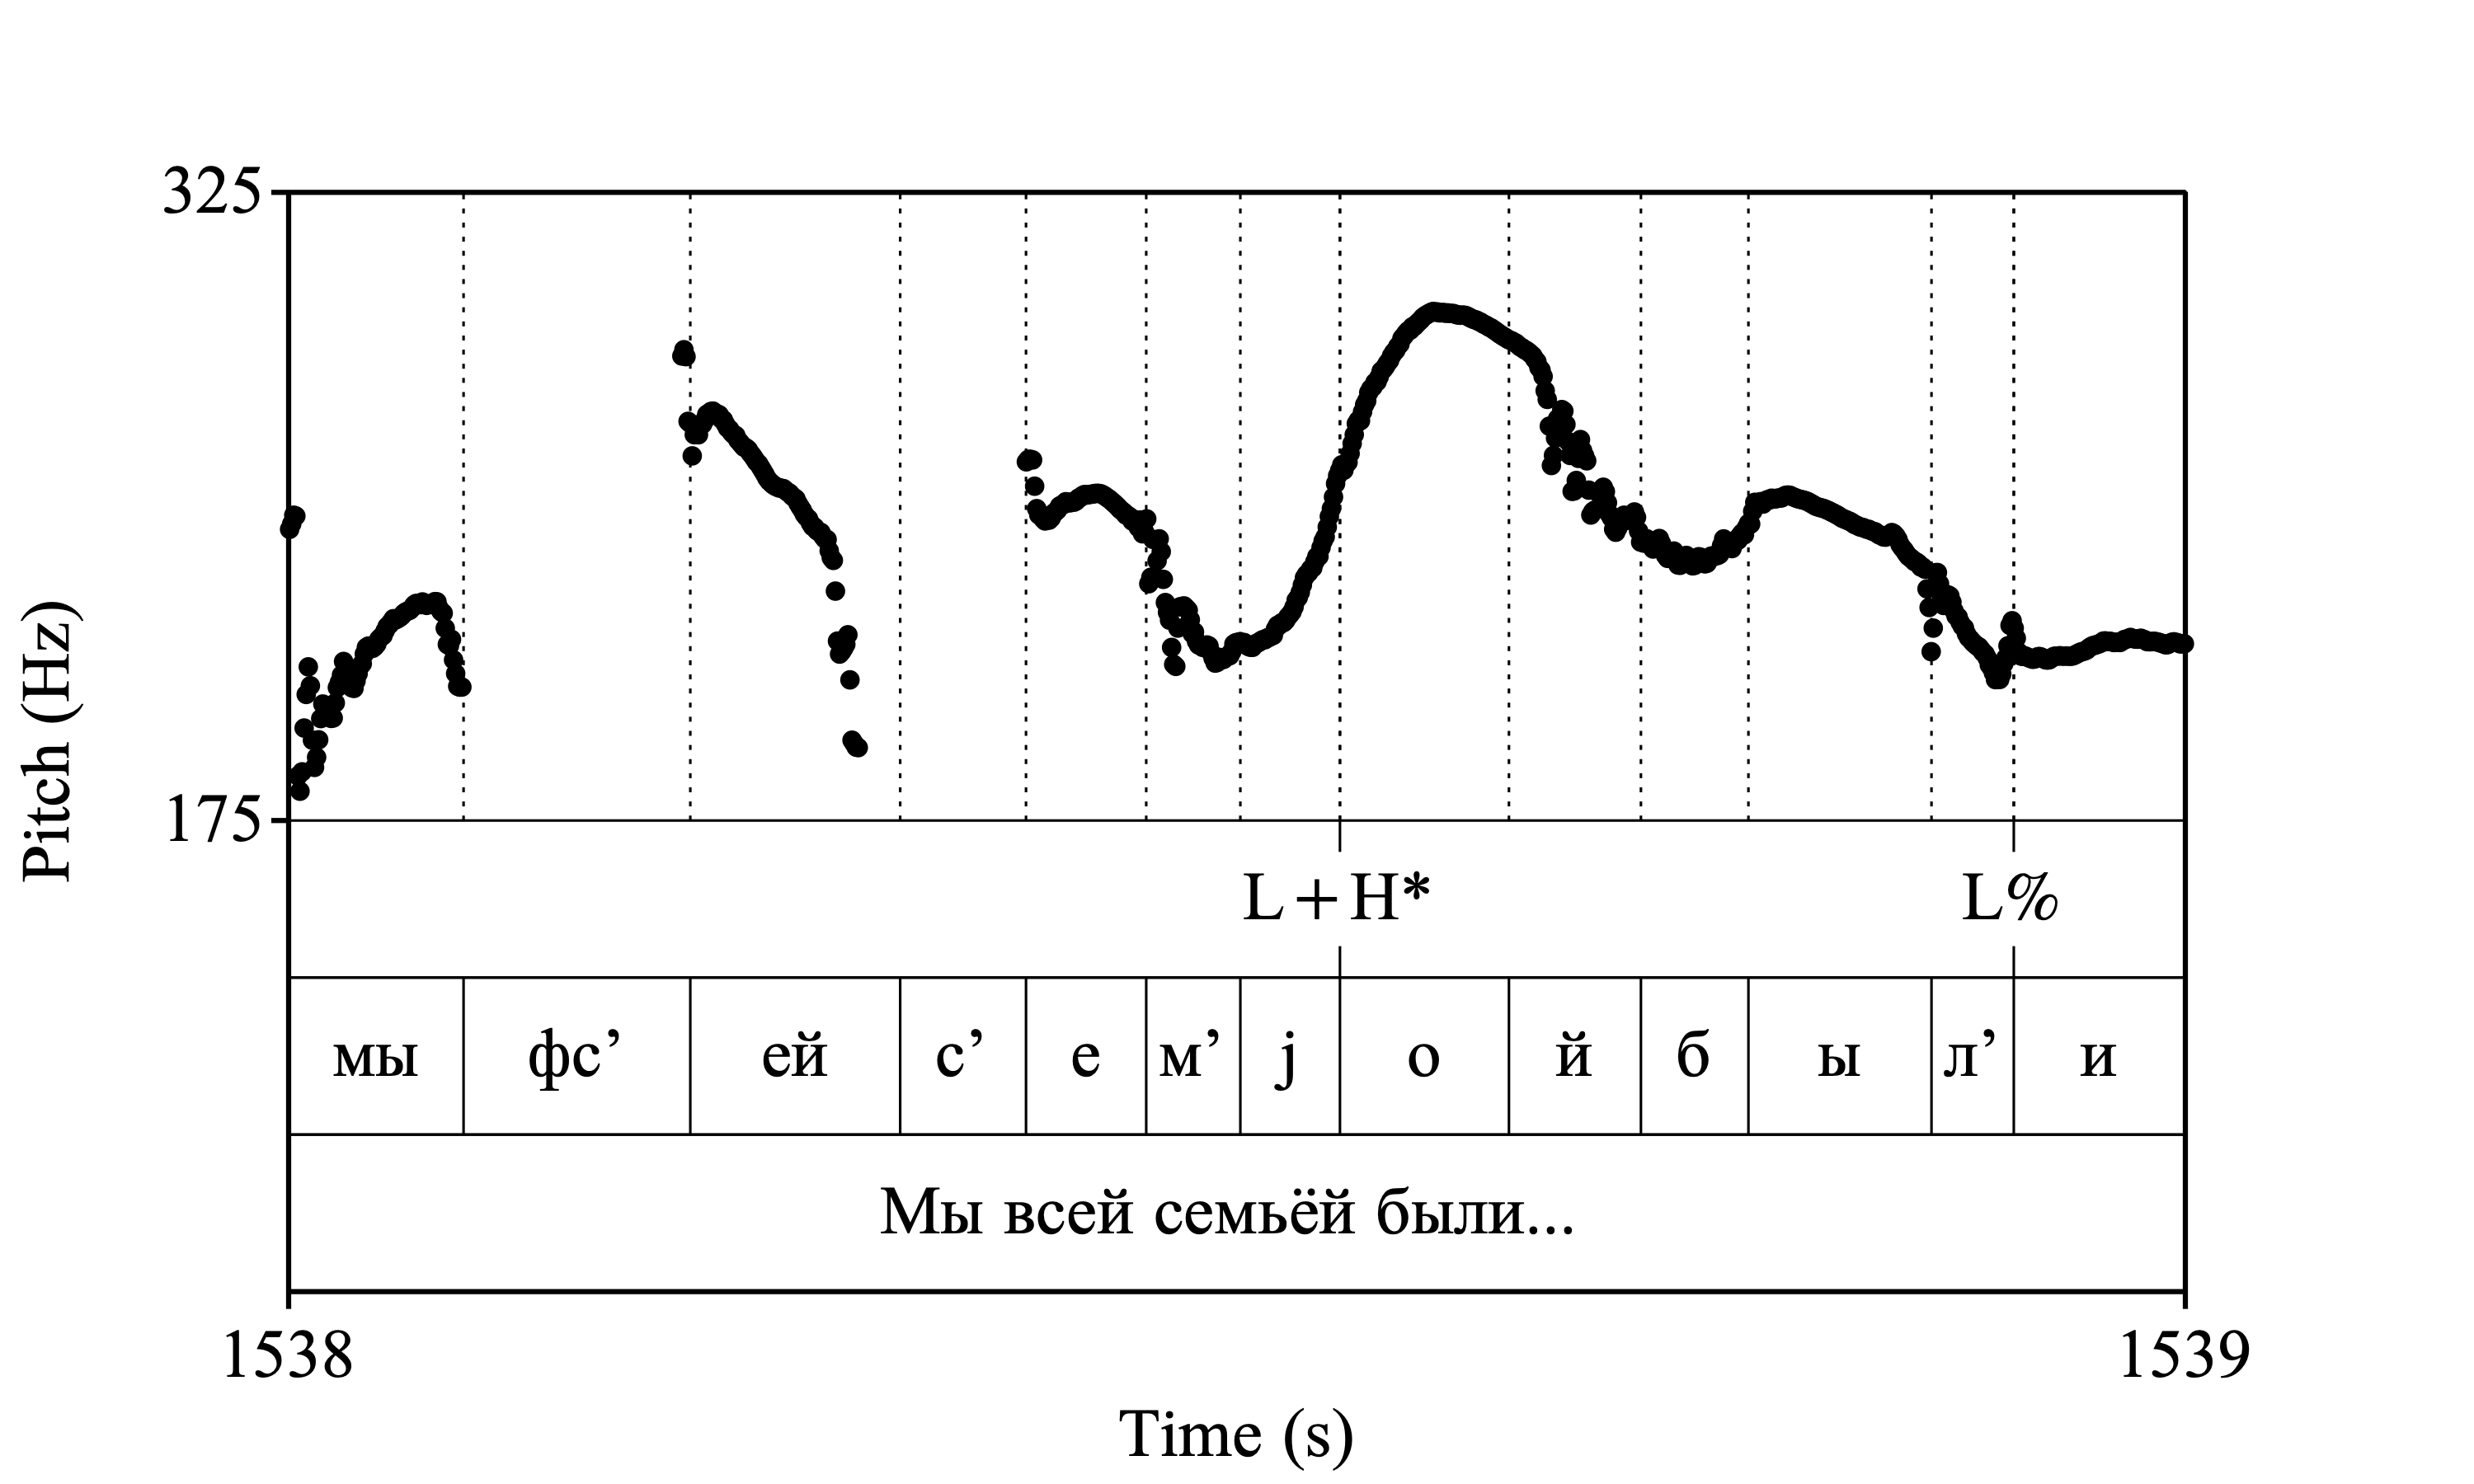 325
175
Pitch (Hz)
L+H* L%
мы фс’ ей с’ е м’ j о й б ы л’ и
Мы всей семьёй были...
1538 1539
Time (s)